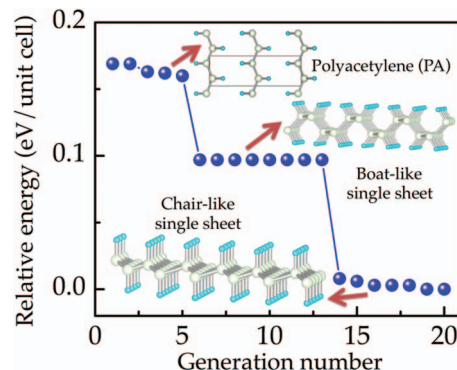 Relative energy (eV/unit cell)
0.2
0.1
0.0
Polyacetylene (PA)
Boat-like
single sheet
Chair-like
single sheet
0 5 10 15 20
Generation number